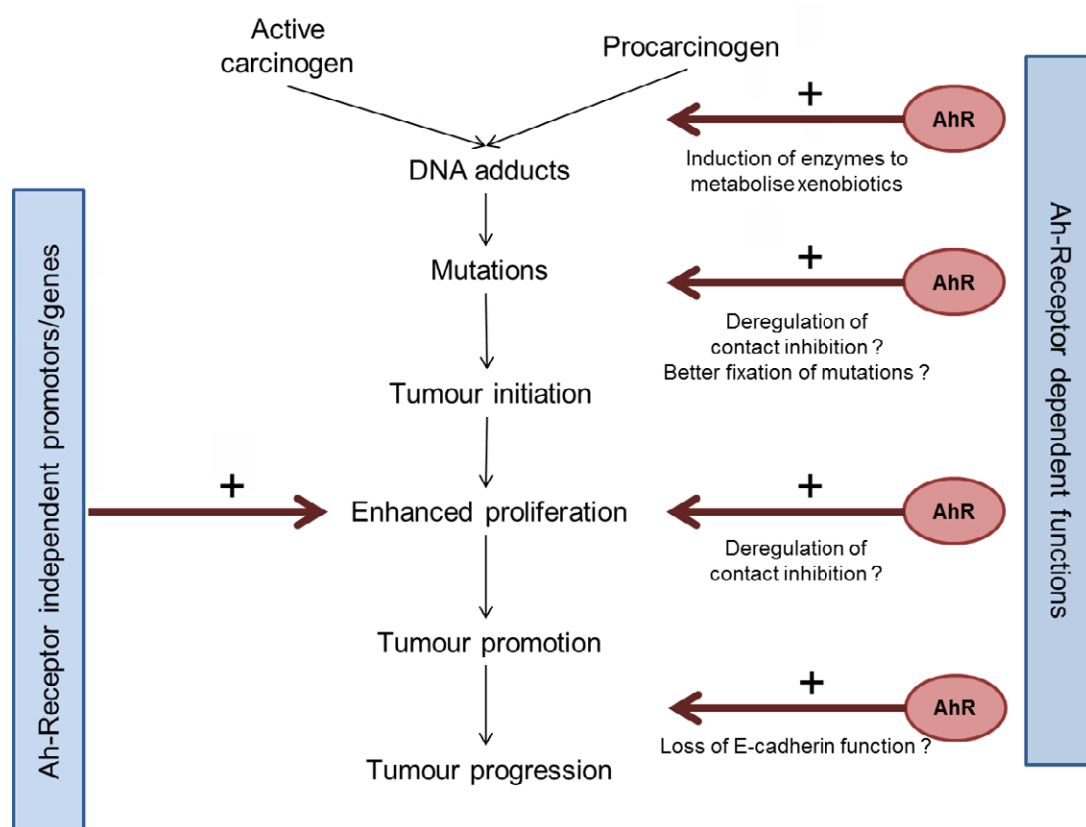 Active
carcinogen
Procarcinogen
+
AhR
Induction of enzymes to
metabolise xenobiotics
DNA adducts
+
AhR
Mutations
Deregulation of
contact inhibition ?
Better fixation of mutations ?
Tumour initiation
+
+
AhR
Enhanced proliferation
Deregulation of
contact inhibition ?
Tumour promotion
+
AhR
Loss of E-cadherin function ?
Tumour progression
Ah-Receptor independent promotors/genes
Ah-Receptor dependent functions